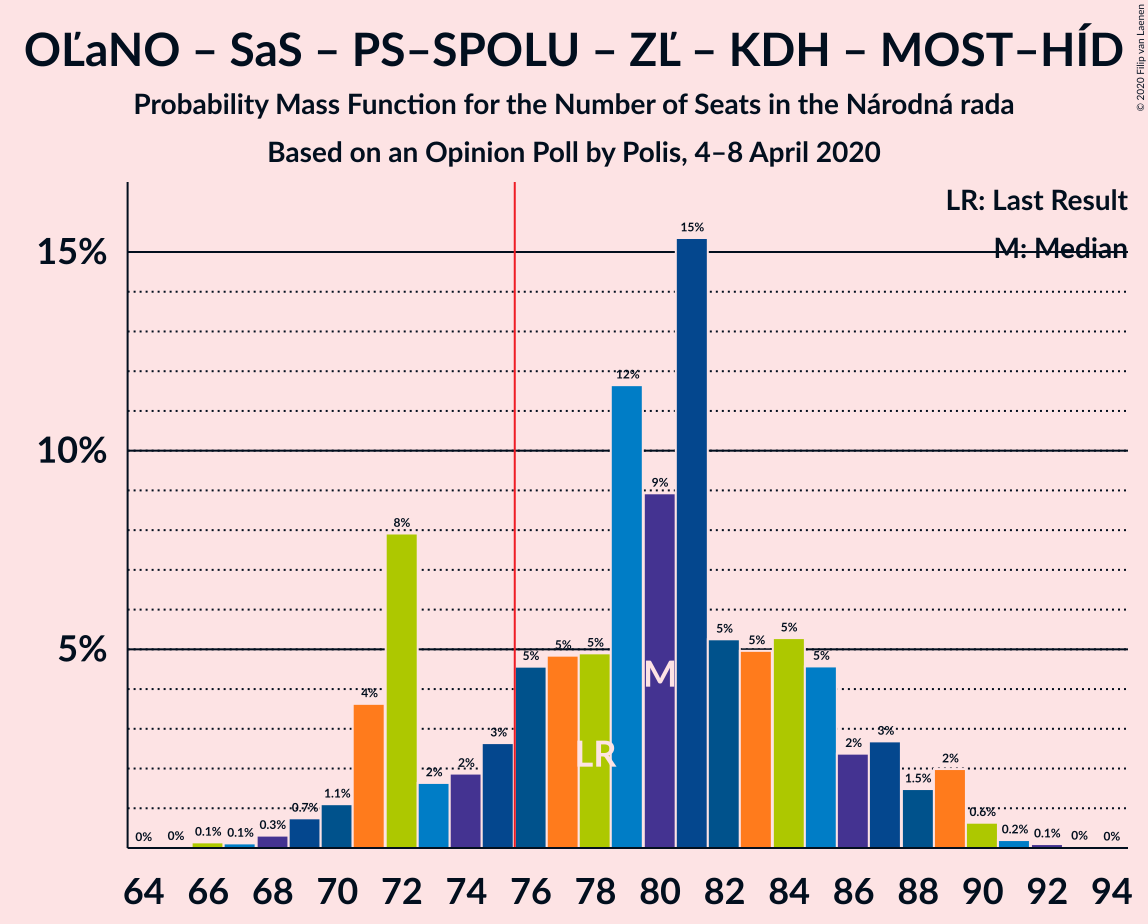 OĽaNO – SaS – PS–SPOLU – ZĽ – KDH – MOST–HÍD
Probability Mass Function for the Number of Seats in the Národná rada
Based on an Opinion Poll by Polis, 4–8 April 2020
© 2020 Filip van Laenen
LR: Last Result
M: Median
15%
10%
5%
0% 0% 0.1% 0.1% 0.3% 0.7% 1.1% 4% 8% 2% 2% 3% 5% 5% 5% 12% 9% 15% 5% 5% 5% 5% 2% 3% 1.5% 2% 0.6% 0.2% 0.1% 0% 0%
M
LR
64 66 68 70 72 74 76 78 80 82 84 86 88 90 92 94